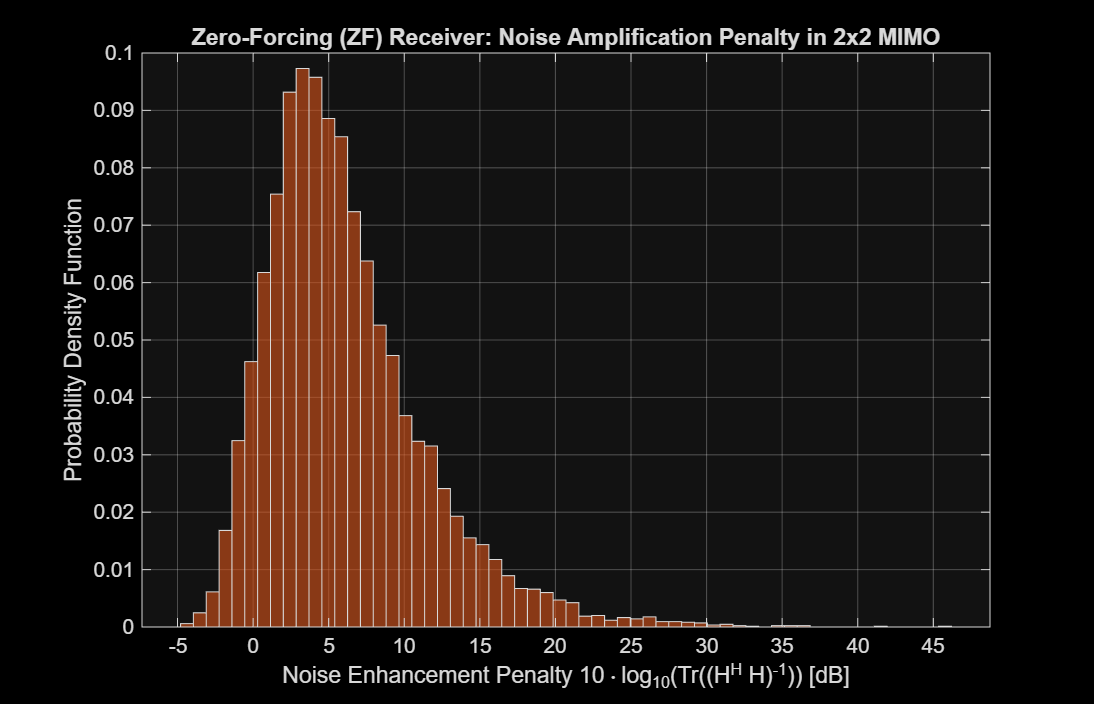 Zero-Forcing (ZF) Receiver: Noise Amplification Penalty in 2x2 MIMO
0.1
0.09
0.08
0.07
0.06
0.05
0.04
0.03
0.02
0.01
0
Probability Density Function
-5 0 5 10 15 20 25 30 35 40 45
Noise Enhancement Penalty 10 · log₁₀(Tr((Hᴴ H)⁻¹)) [dB]